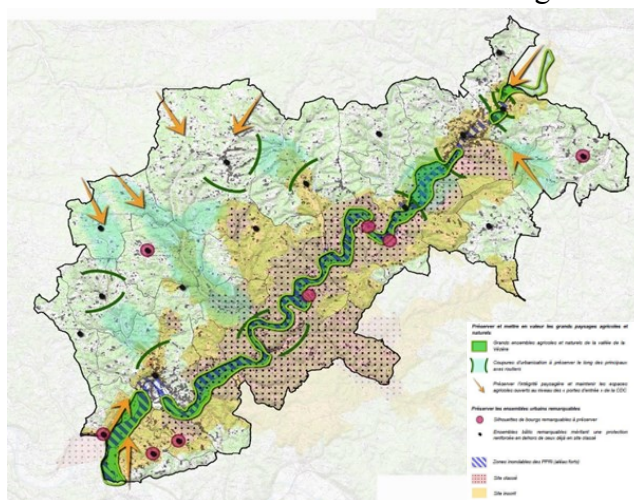 Préserver et mettre en valeur les grands paysages agricoles et
naturels
Grands ensembles agricoles et naturels de la vallée de la
Vézère
Coupures d'urbanisation à préserver le long des principaux
axes routiers
Préserver l'intégrité paysagère et maintenir les espaces
agricoles ouverts au niveau des « portes d'entrée » de la CDC
Préserver les ensembles urbains remarquables
Silhouettes de bourgs remarquables à préserver
Ensembles bâtis remarquables méritant une protection
renforcée en dehors de ceux déjà en site classé
Zones inondables des PPRI (aléas forts)
Site classé
Site inscrit